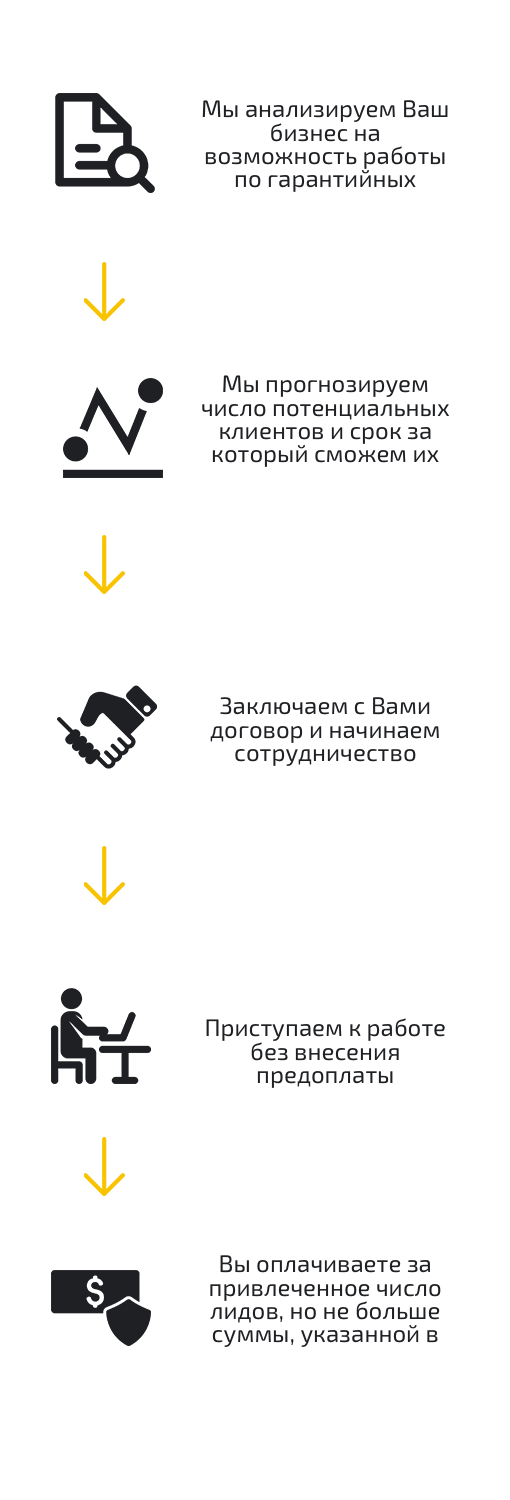 Мы анализируем Ваш
бизнес на
возможность работы
по гарантийных
Мы прогнозируем
число потенциальных
клиентов и срок за
который сможем их
Заключаем с Вами
договор и начинаем
сотрудничество
Приступаем к работе
без внесения
предоплаты
$
Вы оплачиваете за
привлеченное число
лидов, но не больше
суммы, указанной в